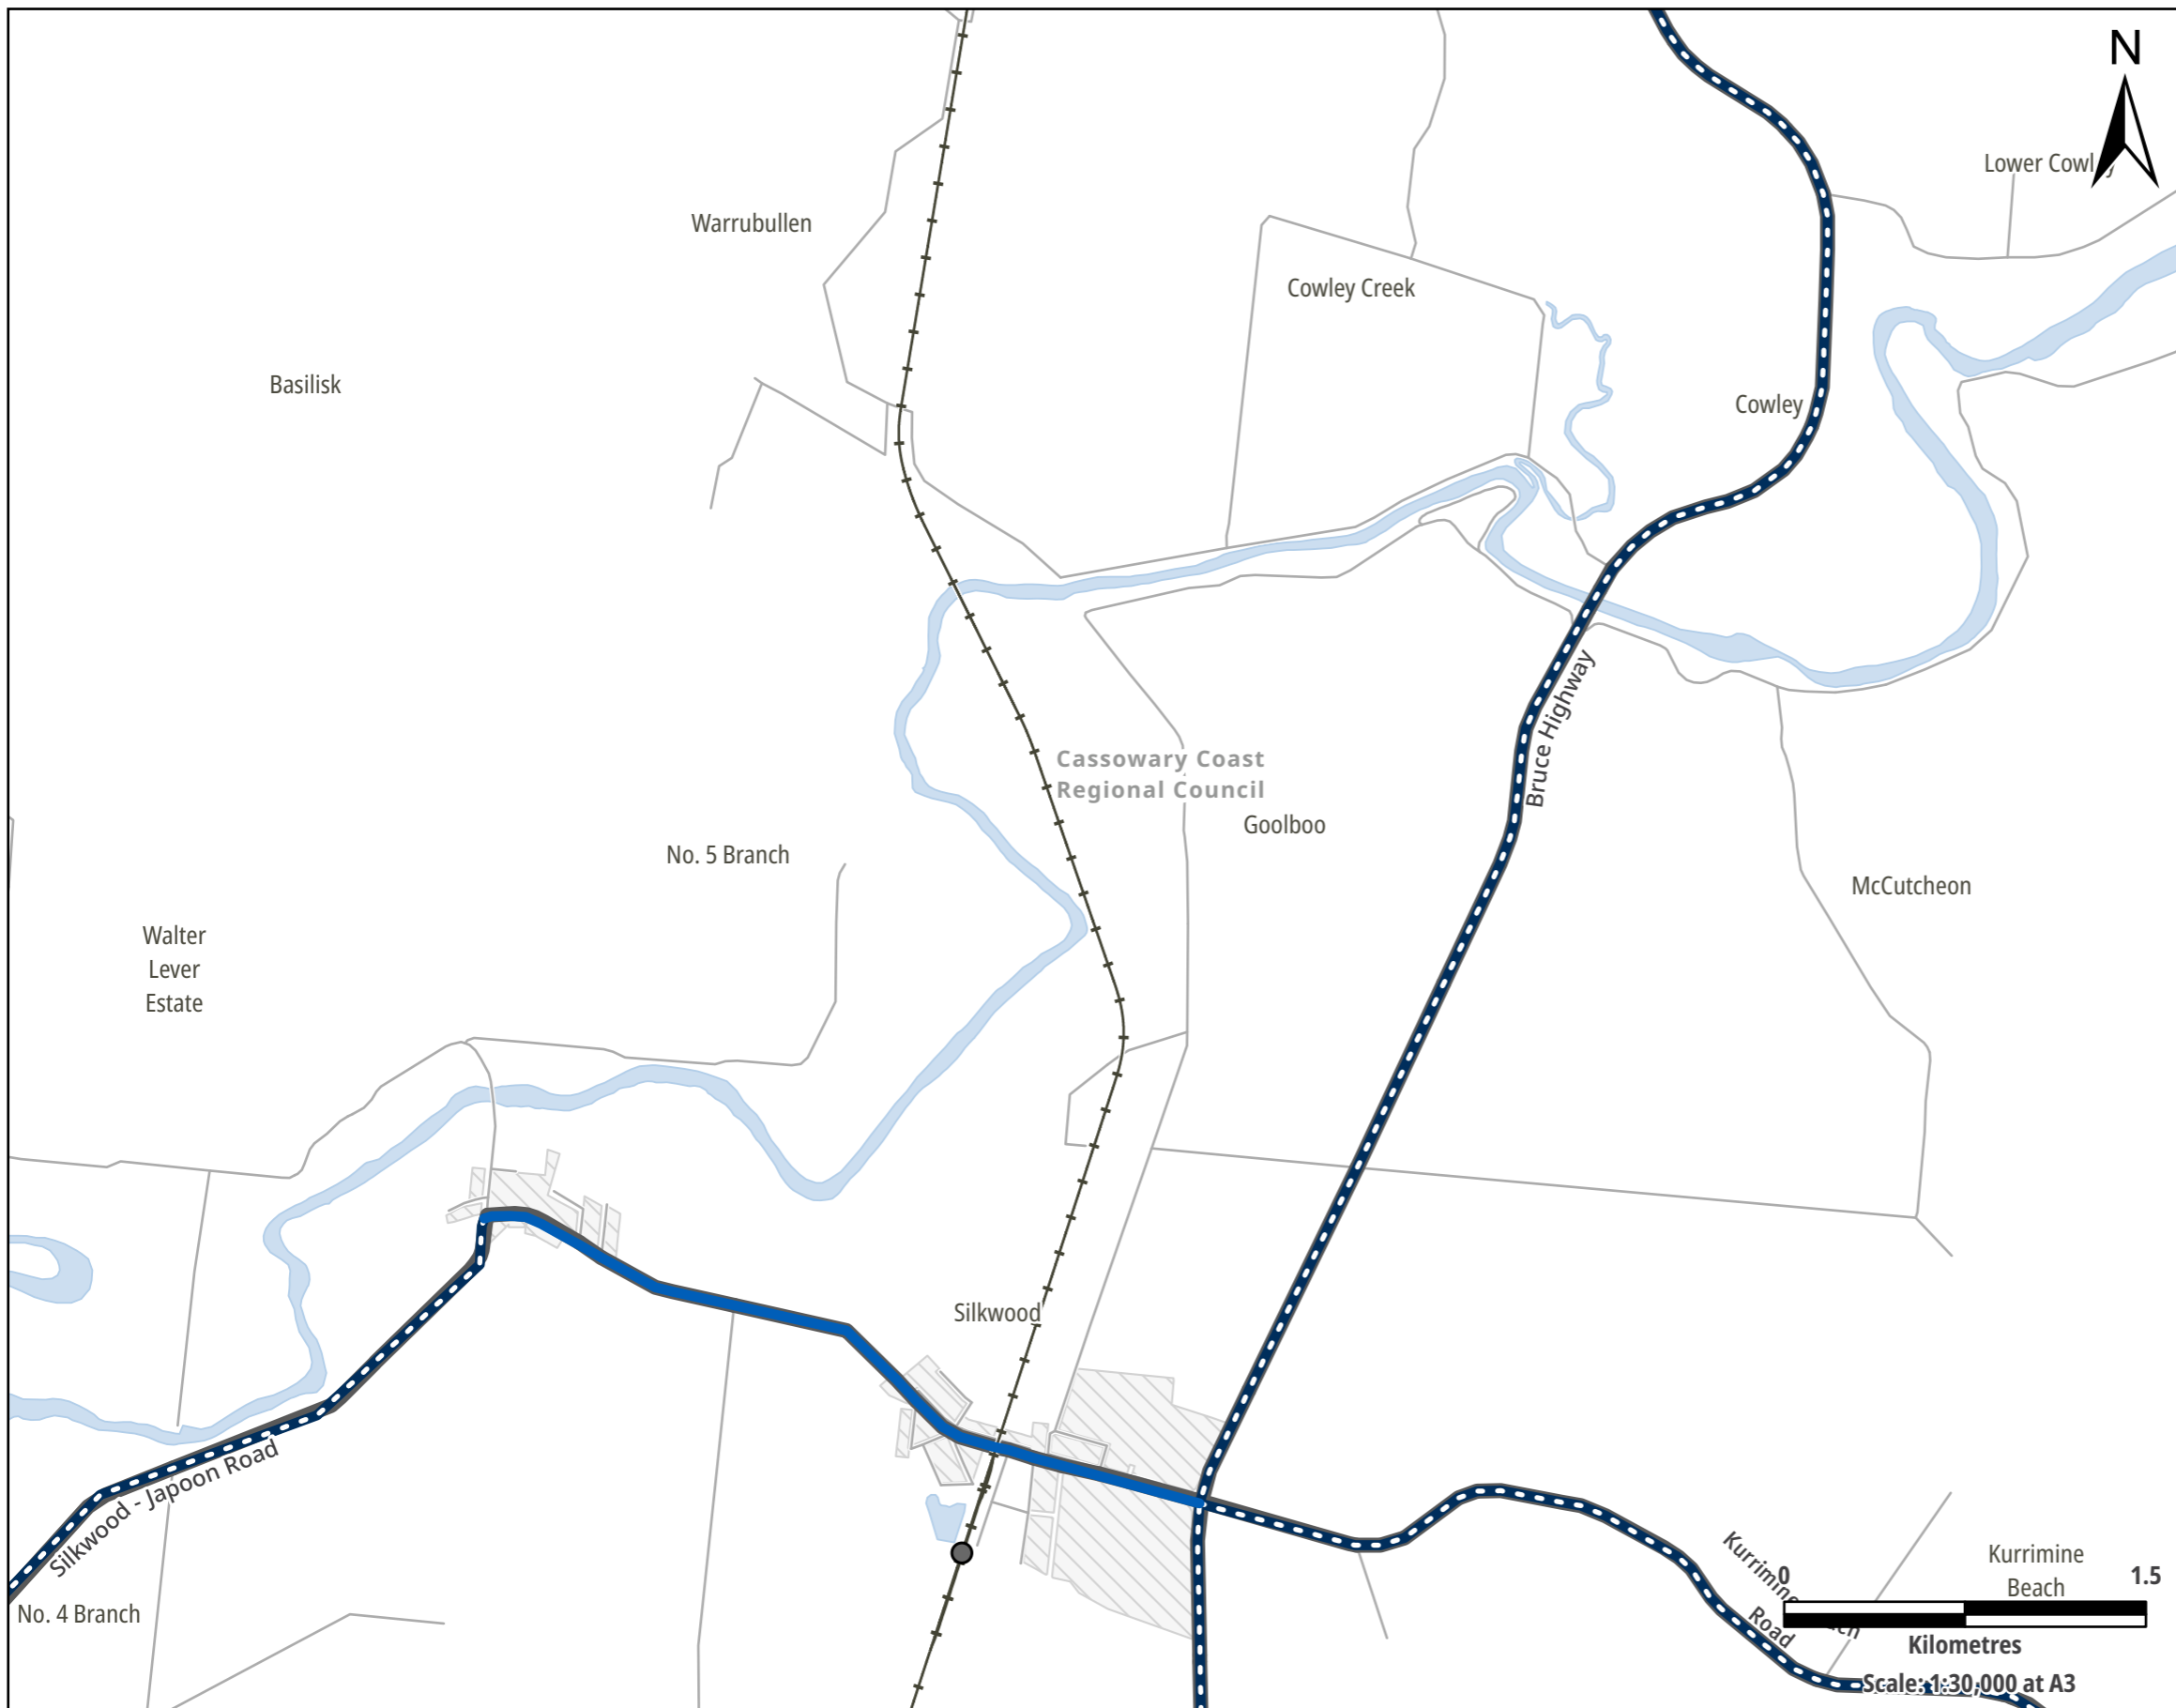 N
Lower Cowley
Warrubullen
Cowley Creek
Basilisk
Cowley
Bruce Highway
Cassowary Coast
Regional Council
Goolboo
No. 5 Branch
McCutcheon
Walter
Lever
Estate
Silkwood
Silkwood - Japoon Road
No. 4 Branch
Kurrimine
Road
Kurrimine
Beach
0 1.5
Kilometres
Scale: 1:30,000 at A3